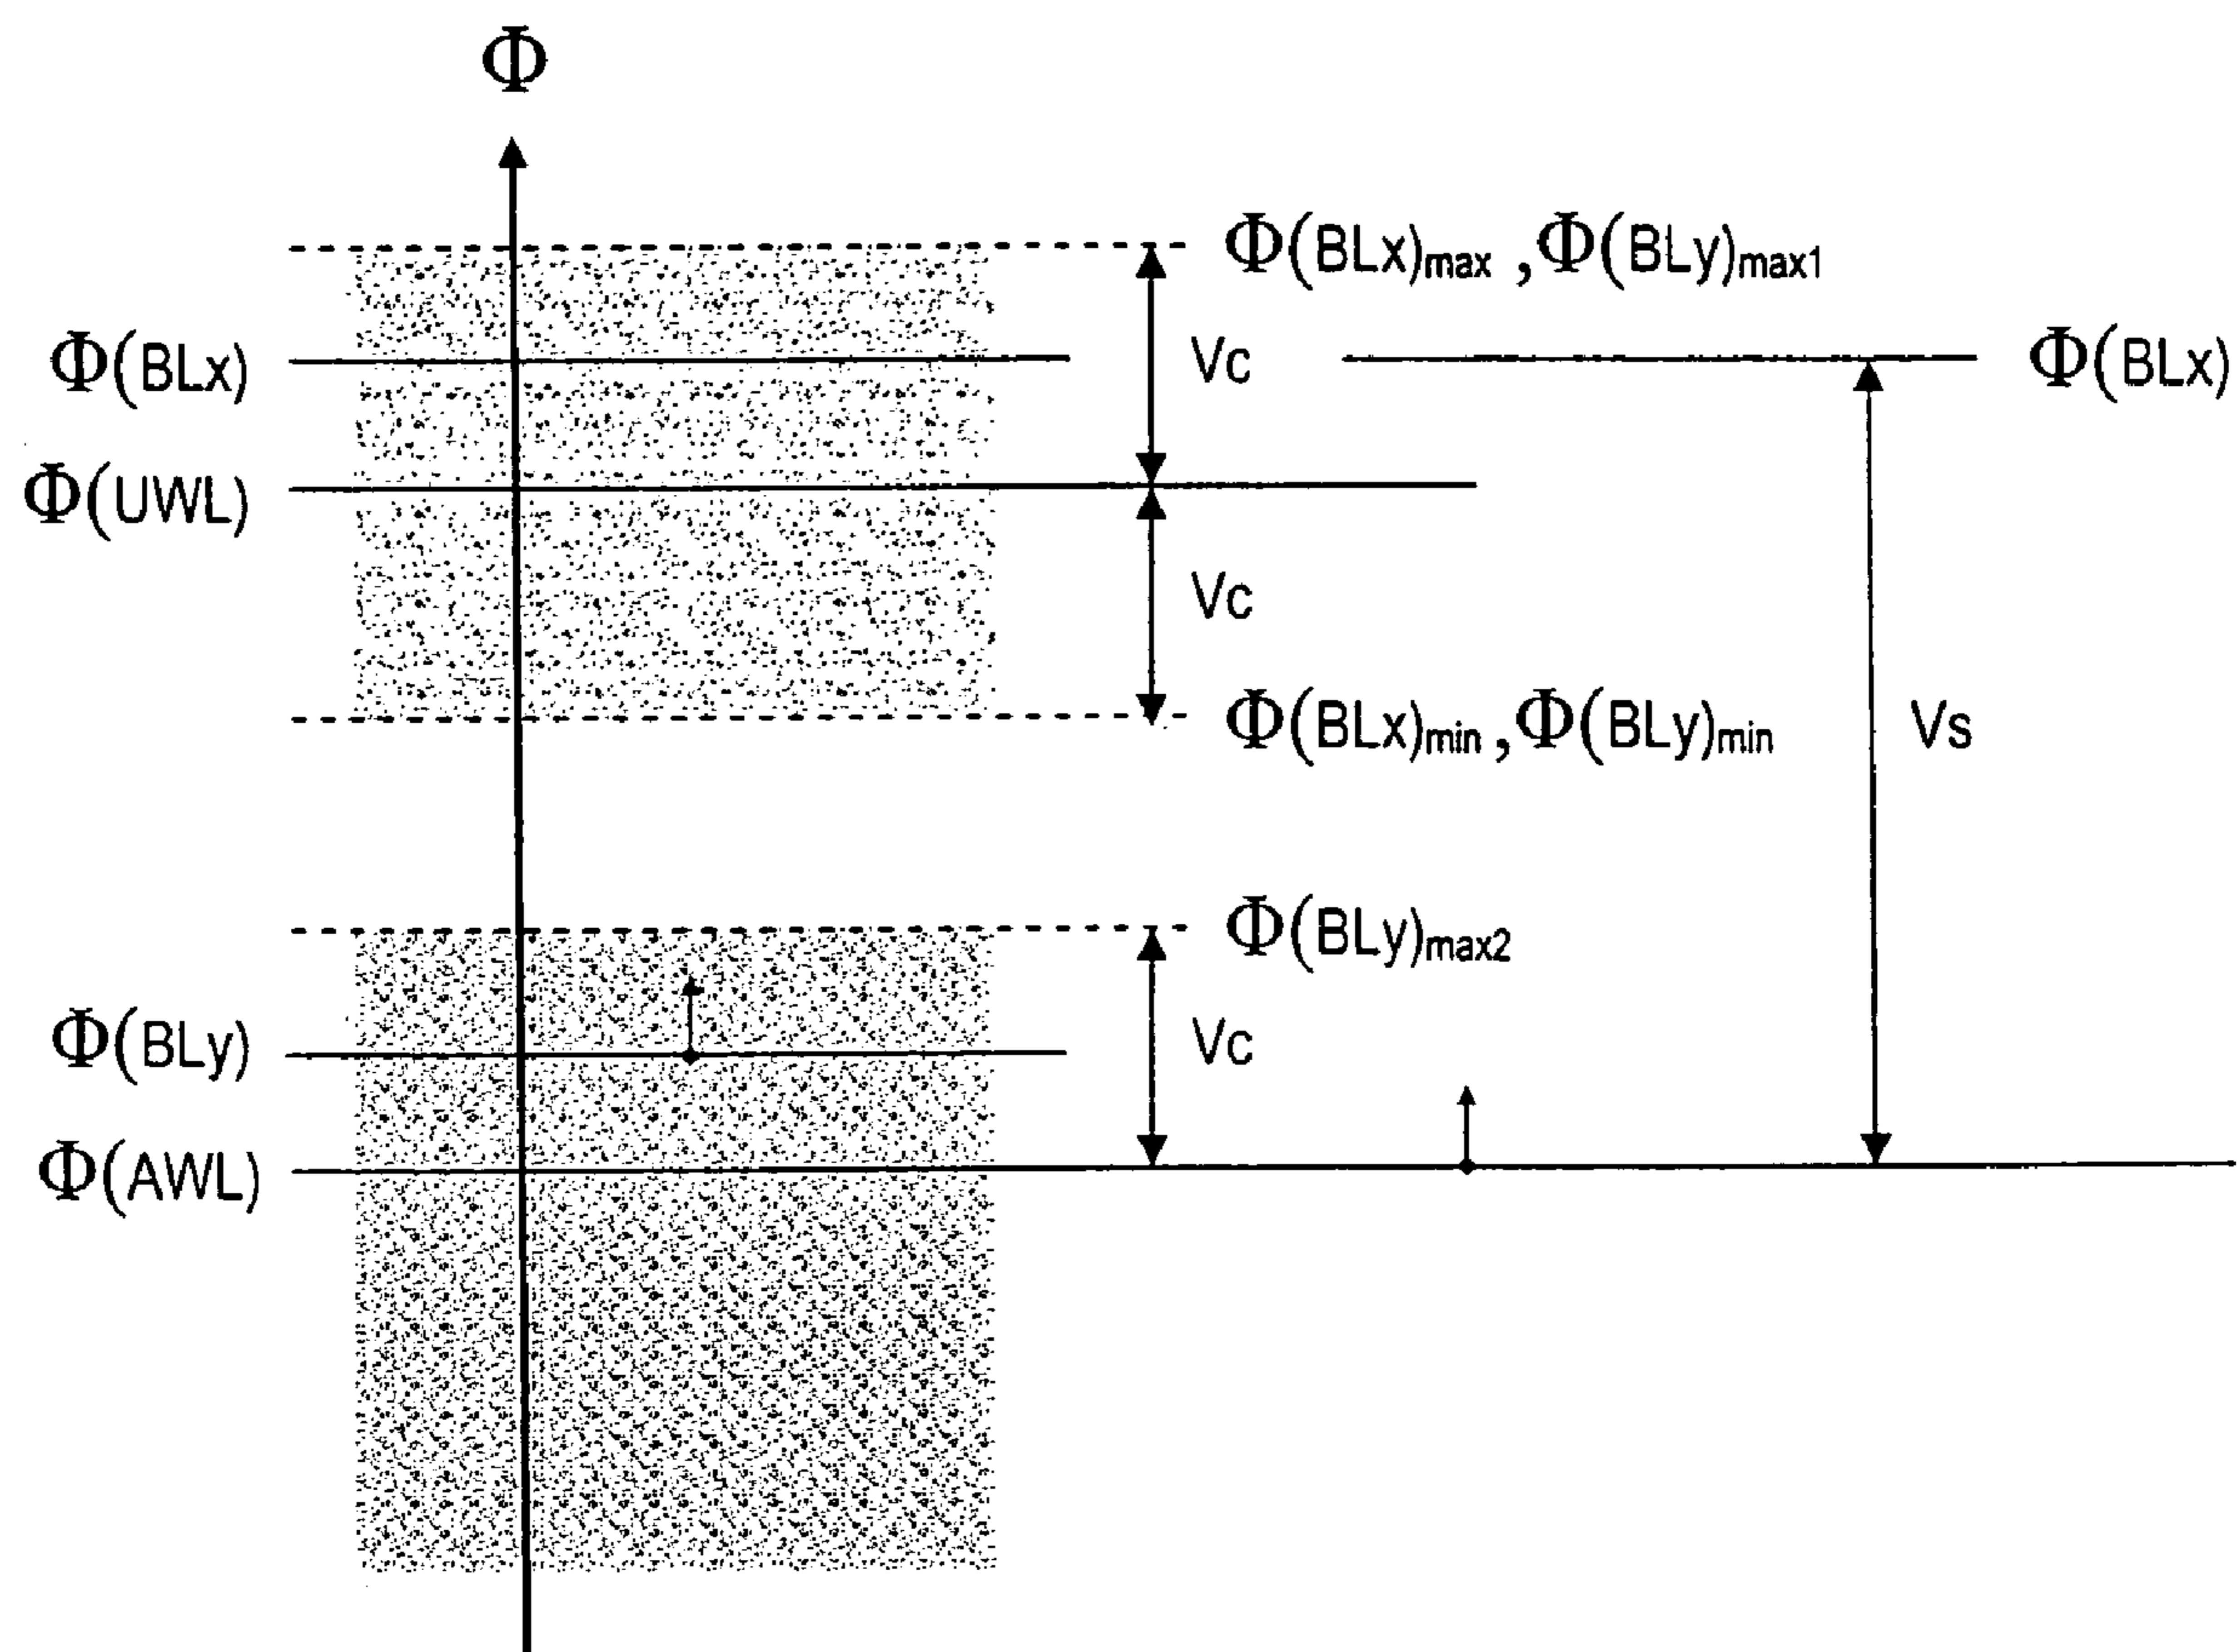 Φ
Φ(BLx)max ,Φ(BLy)max1
Φ(BLx)
Vc
Φ(BLx)
Φ(UWL)
Vc
Φ(BLx)min ,Φ(BLy)min
Vs
Φ(BLy)max2
Φ(BLy)
Vc
Φ(AWL)